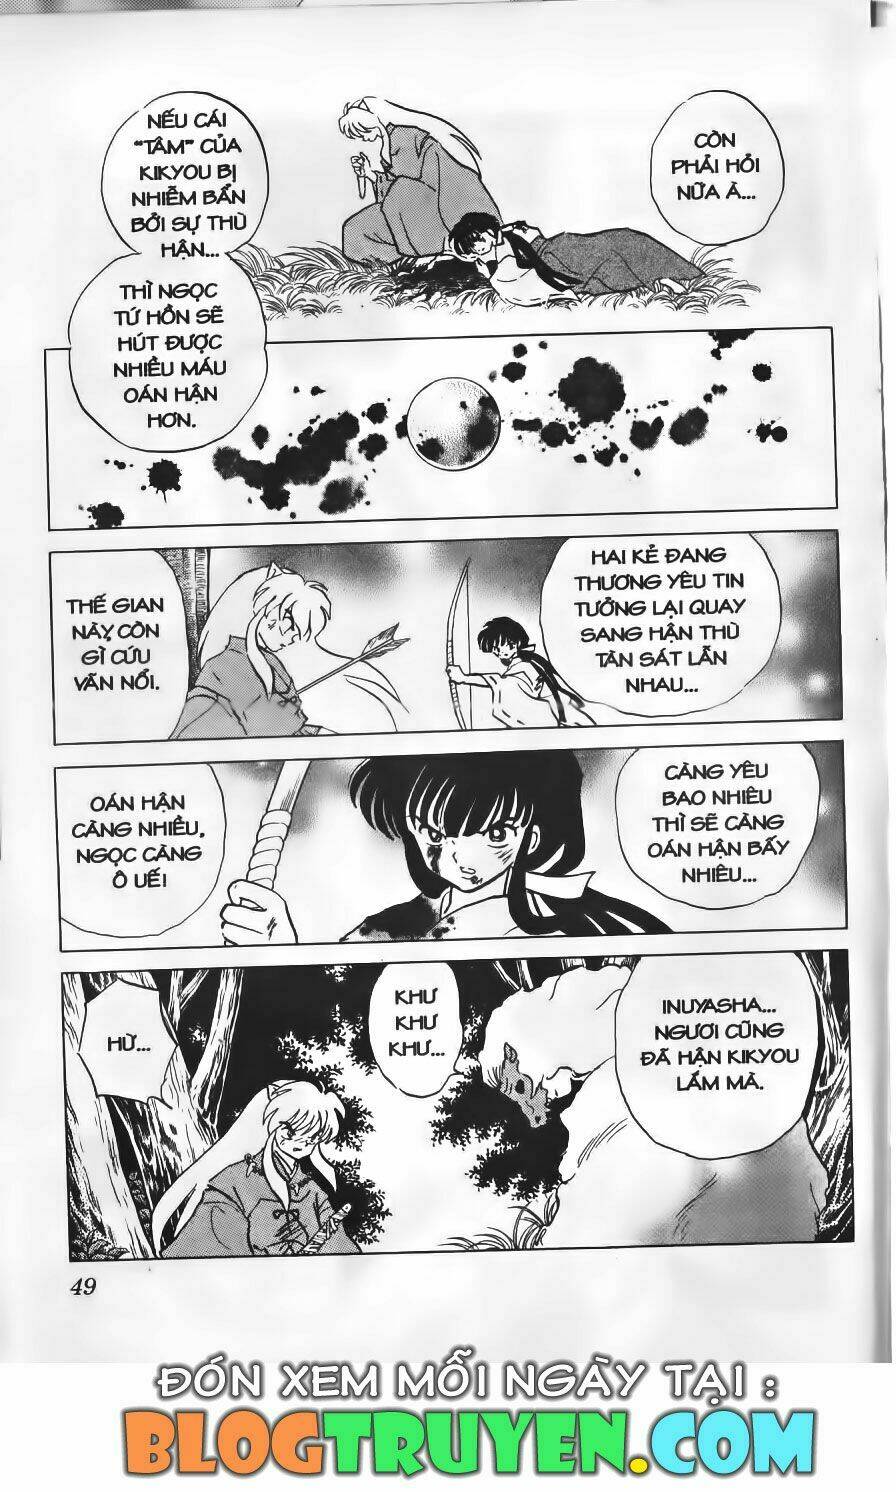 CÒN
PHẢI HỎI
NỮA À...
NẾU CÁI
"TÂM" CỦA
KIKYOU BỊ
NHIỄM BẨN
BỞI SỰ THÙ
HẬN...
THÌ NGỌC
TỨ HỒN SẼ
HÚT ĐƯỢC
NHIỀU MÁU
OÁN HẬN
HƠN.
HAI KẺ ĐANG
THƯƠNG YÊU TIN
TƯỞNG LẠI QUAY
SANG HẬN THÙ
TÀN SÁT LẪN
NHAU...
THẾ GIAN
NÀY, CÒN
GÌ CỨU
VÃN NỔI.
CÀNG YÊU
BAO NHIÊU
THÌ SẼ CÀNG
OÁN HẬN BẤY
NHIÊU...
OÁN HẬN
CÀNG NHIỀU,
NGỌC CÀNG
Ô UẾ!
INUYASHA...
NGƯƠI CŨNG
ĐÃ HẬN KIKYOU
LẮM MÀ.
KHƯ
KHƯ
KHƯ...
HỪ...
49
ĐÓN XEM MỖI NGÀY TẠI :
BLOGTRUYEN.COM